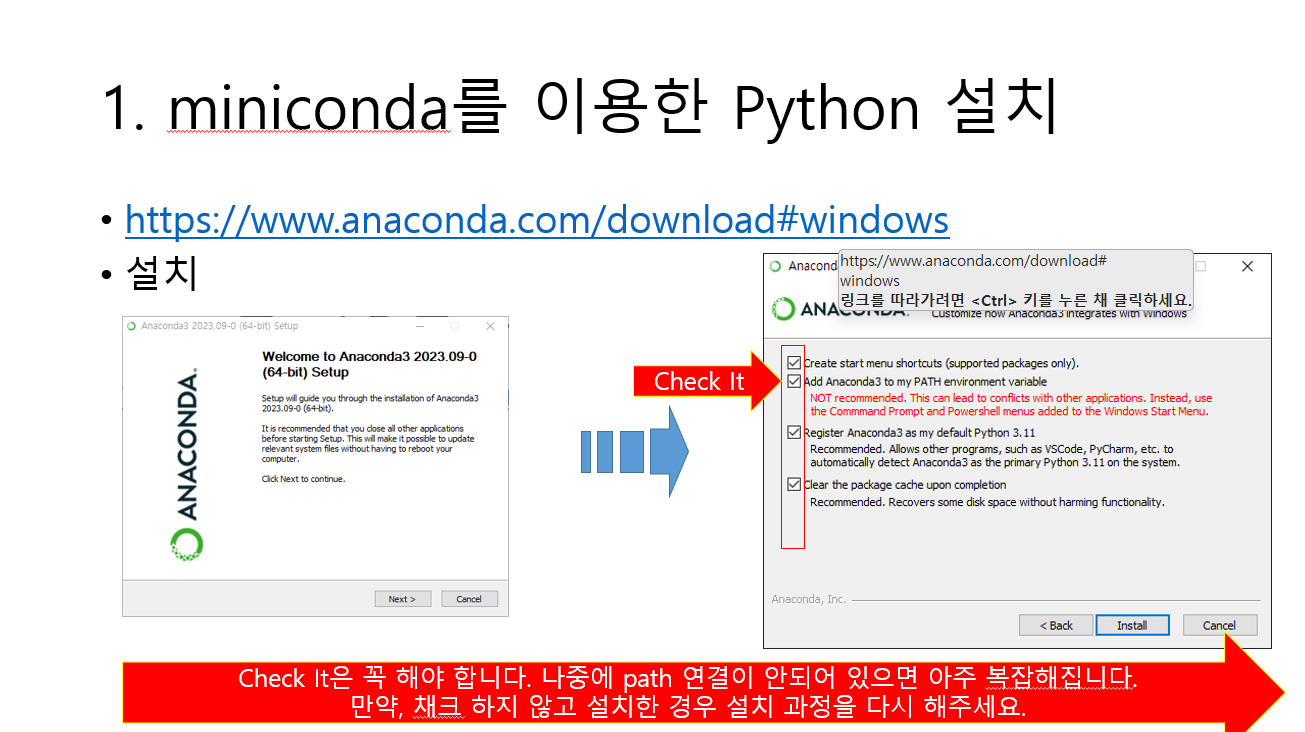 1. miniconda를 이용한 Python 설치
• https://www.anaconda.com/download#windows
• 설치
Anaconda3 2023.09-0 (64-bit) Setup
Welcome to Anaconda3 2023.09-0
(64-bit) Setup
Setup will guide you through the installation of Anaconda3
2023.09-0 (64-bit).
It is recommended that you close all other applications
before starting Setup. This will make it possible to update
relevant system files without having to reboot your
computer.
Click Next to continue.
ANACONDA.
Next >
Cancel
Check It
Anacond
https://www.anaconda.com/download#
windows
링크를 따라가려면 <Ctrl> 키를 누른 채 클릭하세요.
ANACONDA.
Customize how Anaconda3 integrates with Windows
Create start menu shortcuts (supported packages only).
Add Anaconda3 to my PATH environment variable
NOT recommended. This can lead to conflicts with other applications. Instead, use
the Commmand Prompt and Powershell menus added to the Windows Start Menu.
Register Anaconda3 as my default Python 3.11
Recommended. Allows other programs, such as VSCode, PyCharm, etc. to
automatically detect Anaconda3 as the primary Python 3.11 on the system.
Clear the package cache upon completion
Recommended. Recovers some disk space without harming functionality.
Anaconda, Inc.
< Back
Install
Cancel
Check It은 꼭 해야 합니다. 나중에 path 연결이 안되어 있으면 아주 복잡해집니다.
만약, 채크 하지 않고 설치한 경우 설치 과정을 다시 해주세요.